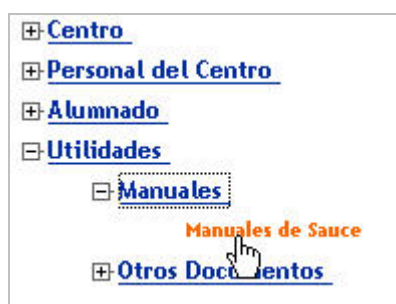 Centro
Personal del Centro
Alumnado
Utilidades
Manuales
Manuales de Sauce
Otros Documentos